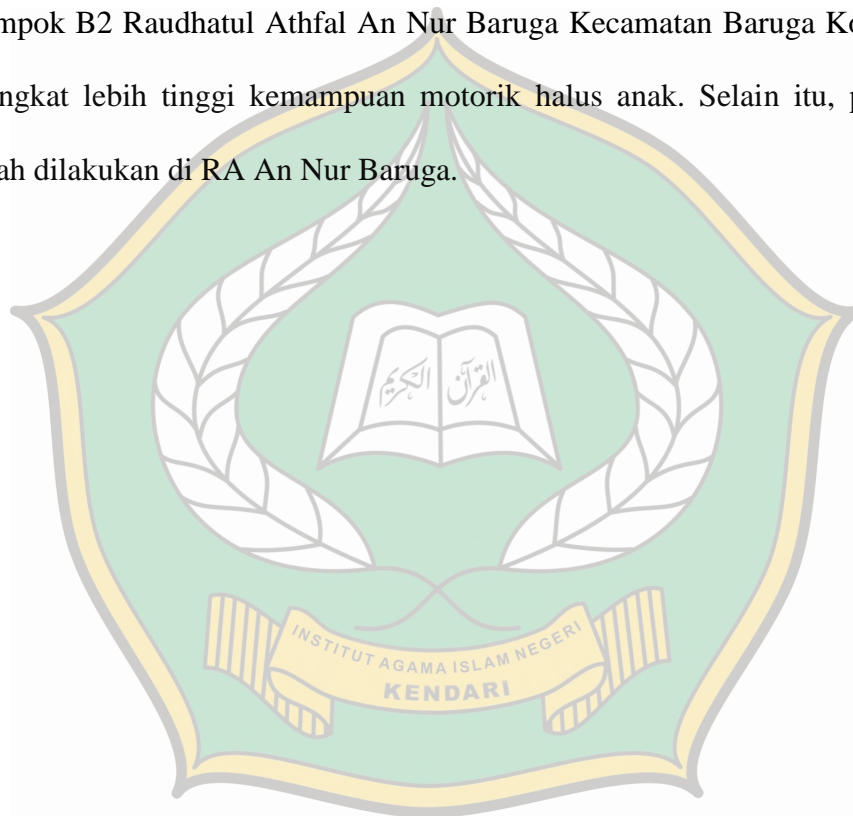 mpok B2 Raudhatul Athfal An Nur Baruga Kecamatan Baruga Ko
ngkat lebih tinggi kemampuan motorik halus anak. Selain itu, p
ah dilakukan di RA An Nur Baruga.
القرآن الكريم
INSTITUT AGAMA ISLAM NEGERI
KENDARI